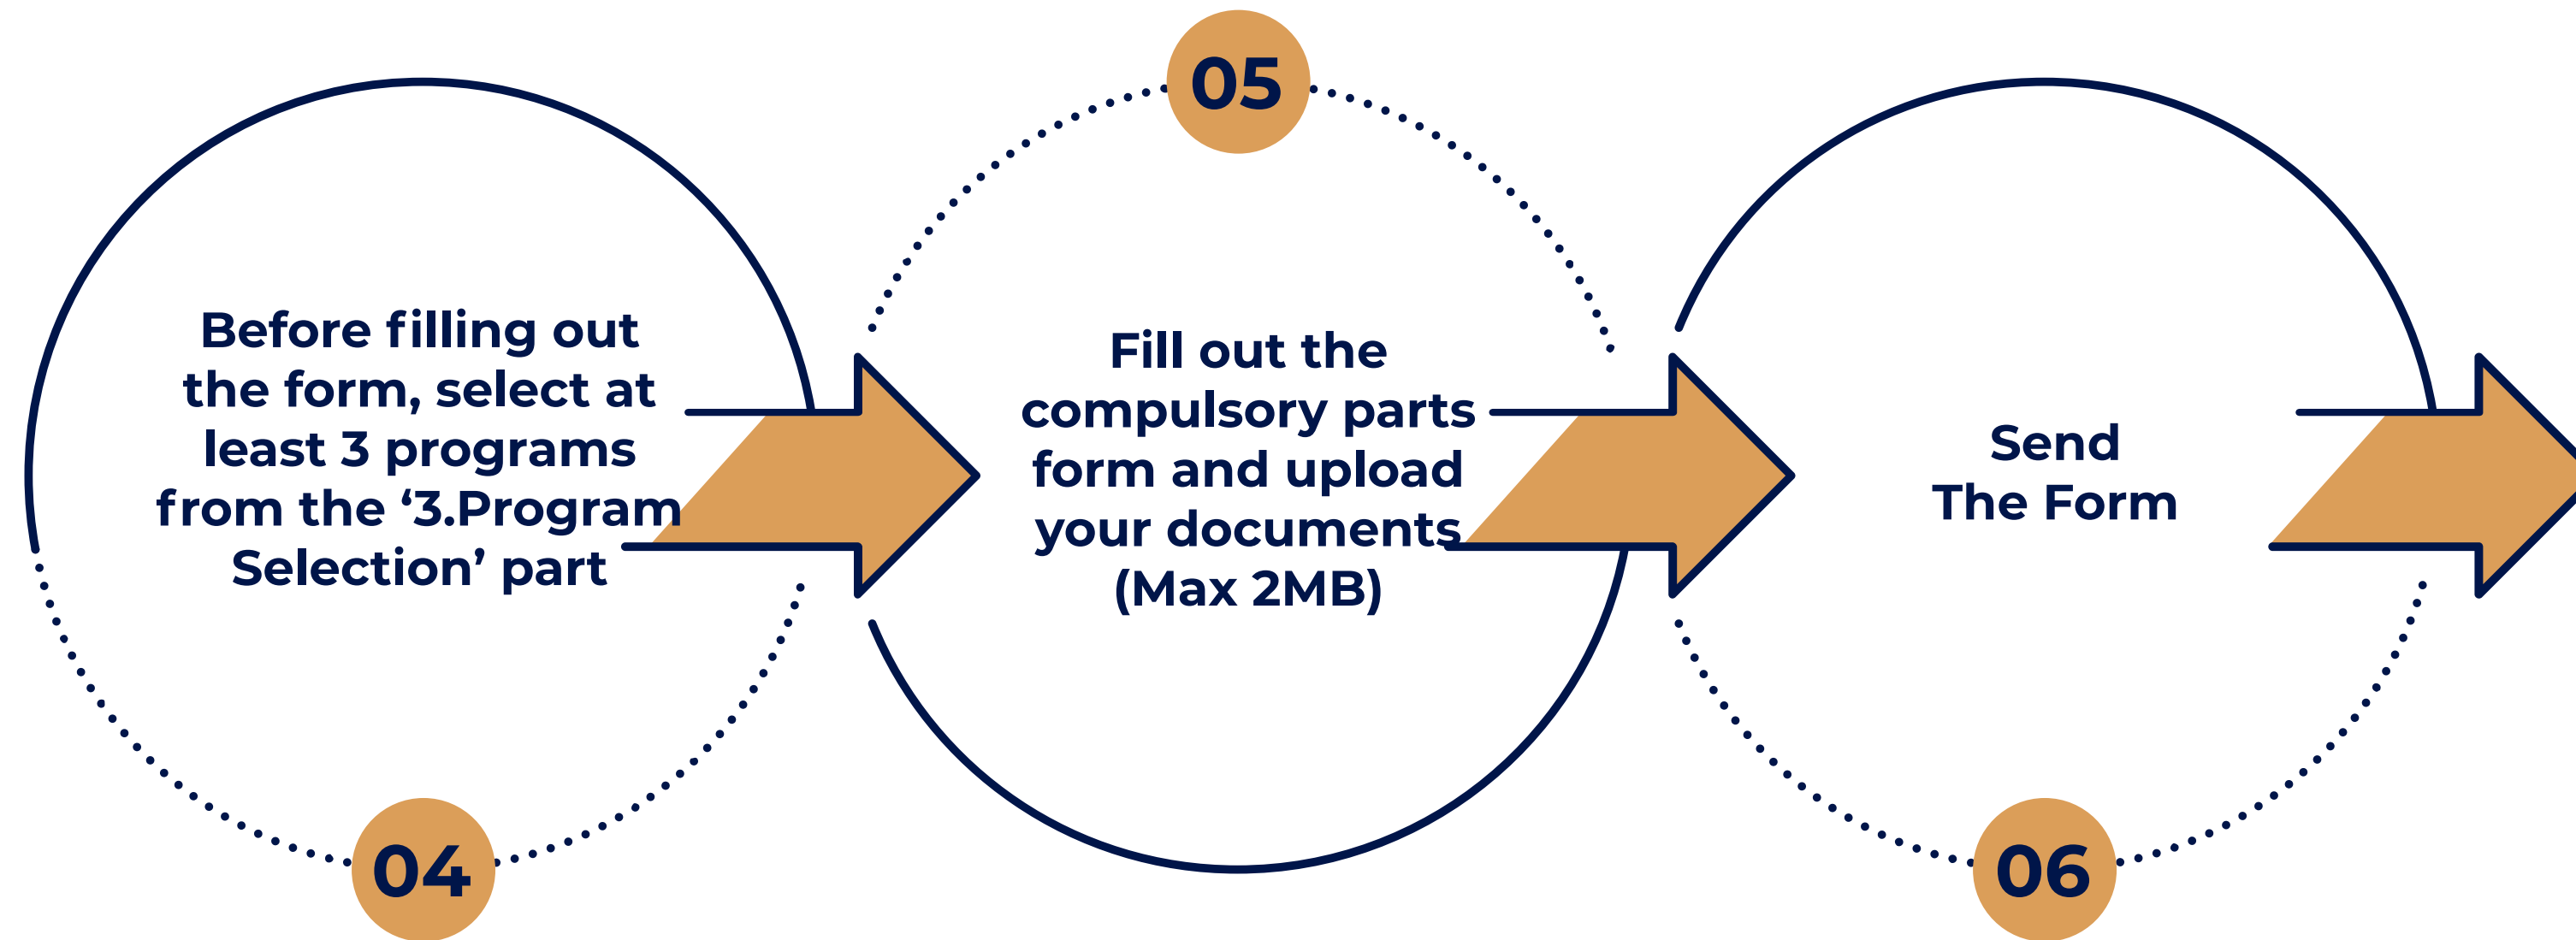 Before filling out
the form, select at
least 3 programs
from the ‘3.Program
Selection’ part
04
05
Fill out the
compulsory parts
form and upload
your documents
(Max 2MB)
Send
The Form
06